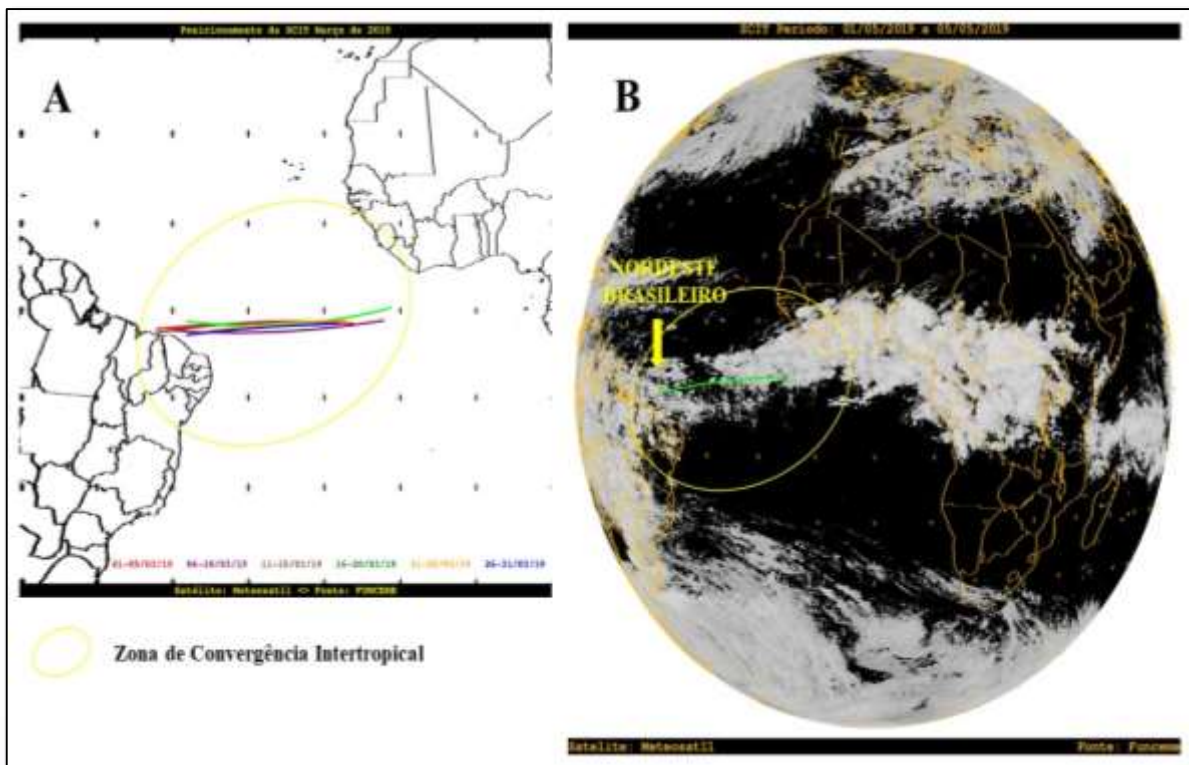 Posicionamento da ZCIT Março de 2019
A
01-05/03/19 06-10/03/19 11-15/03/19 16-20/03/19 21-25/03/19 26-31/03/19
Satélite: Meteosat11 <> Fonte: FUNCEME
Zona de Convergência Intertropical
ZCIT Periodo: 01/05/2019 a 05/05/2019
B
NORDESTE
BRASILEIRO
Satelite: Meteosat11 Fonte: Funceme